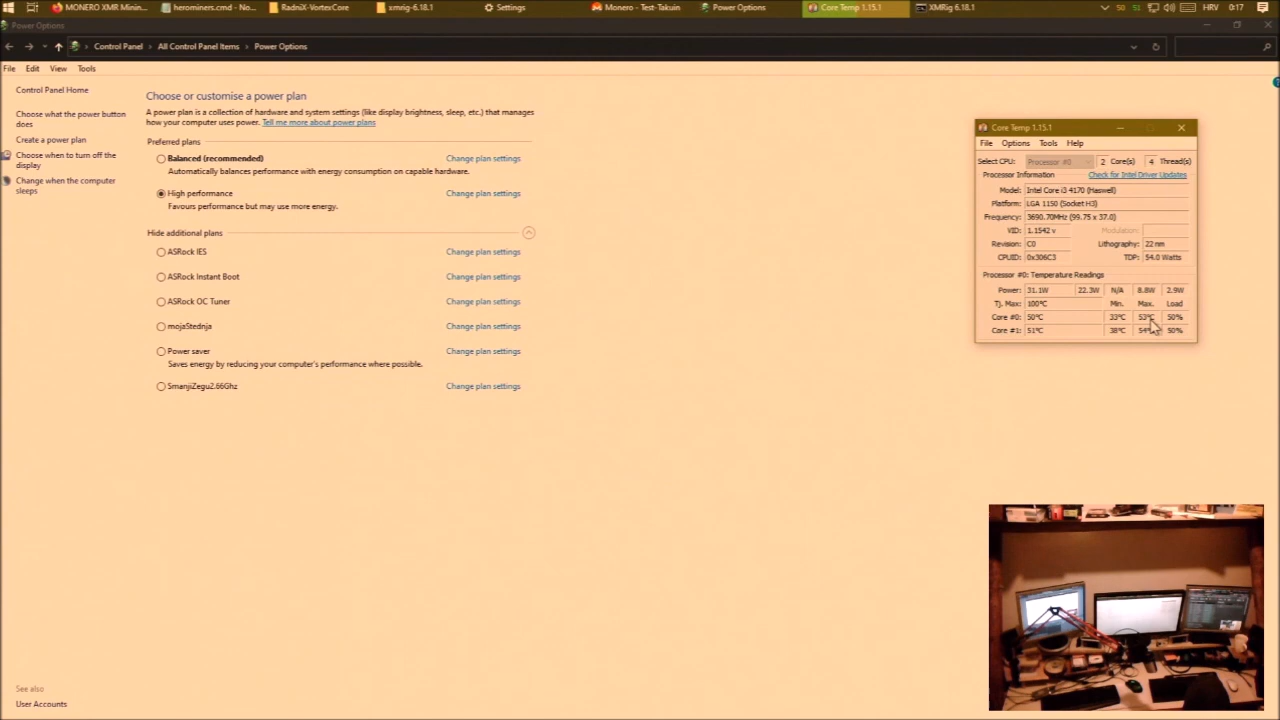 MONERO XMR Minin...
herominers.cmd - No...
RadniX-VortexCore
xmrig-6.18.1
Settings
Monero - Test-Takuin
Power Options
Core Temp 1.15.1
XMRig 6.18.1
50 51 HRV 0:17
Power Options
Control Panel > All Control Panel Items > Power Options
File Edit View Tools
Control Panel Home
Choose what the power button
does
Create a power plan
Choose when to turn off the
display
Change when the computer
sleeps
Choose or customise a power plan
A power plan is a collection of hardware and system settings (like display brightness, sleep, etc.) that manages
how your computer uses power. Tell me more about power plans
Preferred plans
Balanced (recommended) Change plan settings
Automatically balances performance with energy consumption on capable hardware.
High performance Change plan settings
Favours performance but may use more energy.
Hide additional plans
ASRock IES Change plan settings
ASRock Instant Boot Change plan settings
ASRock OC Tuner Change plan settings
mojaStednja Change plan settings
Power saver Change plan settings
Saves energy by reducing your computer's performance where possible.
SmanjiZegu2.66Ghz Change plan settings
See also
User Accounts
Core Temp 1.15.1
File Options Tools Help
Select CPU: Processor #0 2 Core(s) 4 Thread(s)
Processor Information Check for Intel Driver Updates
Model: Intel Core i3 4170 (Haswell)
Platform: LGA 1150 (Socket H3)
Frequency: 3690.70MHz (99.75 x 37.0)
VID: 1.1542 v Modulation:
Revision: C0 Lithography: 22 nm
CPUID: 0x306C3 TDP: 54.0 Watts
Processor #0: Temperature Readings
Power: 31.1W 22.3W N/A 8.8W 2.9W
Tj. Max: 100°C Min. Max. Load
Core #0: 50°C 33°C 53°C 50%
Core #1: 51°C 38°C 54°C 50%